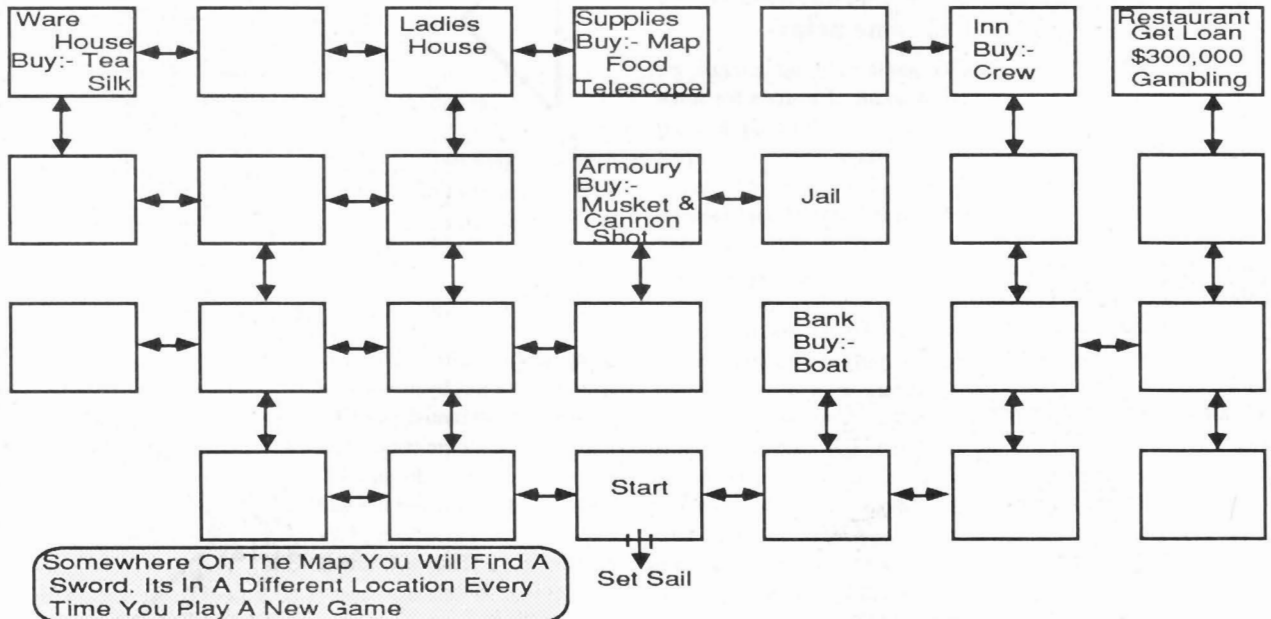 Ware
House
Buy:- Tea
Silk
Ladies
House
Supplies
Buy:- Map
Food
Telescope
Inn
Buy:-
Crew
Restaurant
Get Loan
$300,000
Gambling
Armoury
Buy:-
Musket &
Cannon
Shot
Jail
Bank
Buy:-
Boat
Start
Set Sail
Somewhere On The Map You Will Find A
Sword. Its In A Different Location Every
Time You Play A New Game